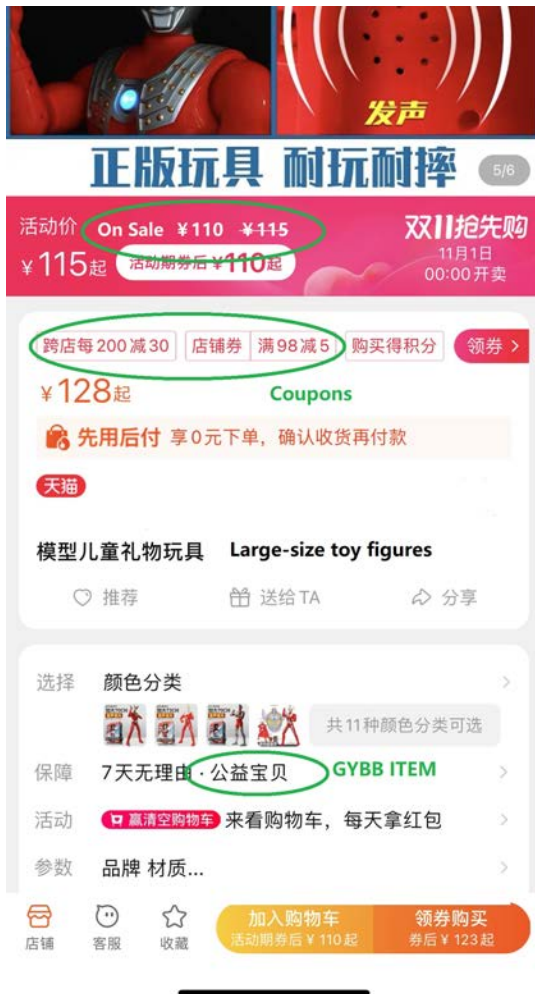 发声
正版玩具 耐玩耐摔
5/6
活动价 On Sale ¥110 ¥115
¥115起 活动期券后¥110起
双11抢先购
11月1日
00:00开卖
跨店每200减30 店铺券 满98减5 购买得积分 领券 >
¥128起 Coupons
先用后付 享0元下单，确认收货再付款
天猫
模型儿童礼物玩具 Large-size toy figures
推荐 送给TA 分享
选择 颜色分类
共11种颜色分类可选
保障 7天无理由·公益宝贝 GYBB ITEM
活动 赢清空购物车 来看购物车，每天拿红包
参数 品牌 材质...
店铺 客服 收藏
加入购物车 领券购买
活动期券后¥110起 券后¥123起